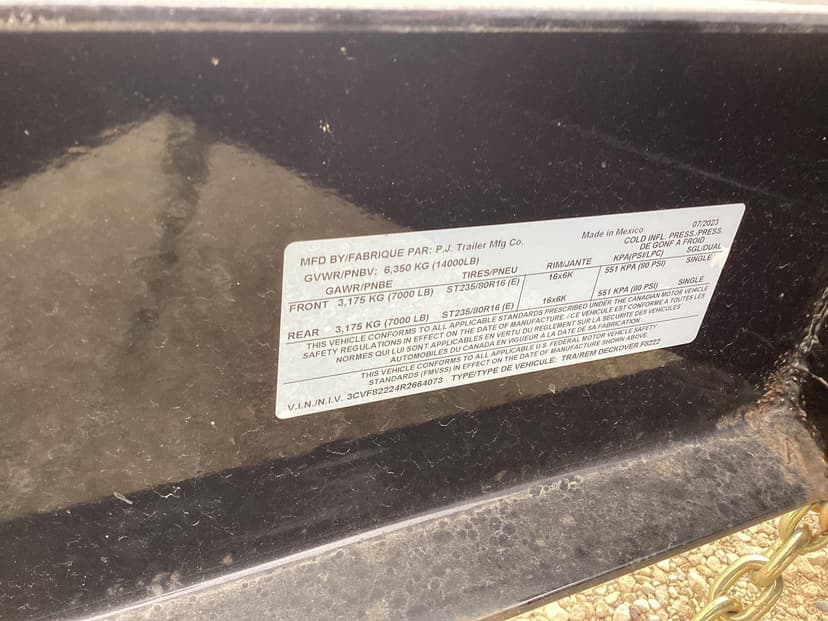 MFD BY/FABRIQUE PAR: P.J. Trailer Mfg Co. Made in Mexico 07/2023
GVWR/PNBV: 6,350 KG (14000LB) COLD INFL. PRESS./PRESS.
DE GONF A FROID
GAWR/PNBE TIRES/PNEU RIM/JANTE KPA(PSI/LPC) SGL/DUAL
FRONT 3,175 KG (7000 LB) ST235/80R16 (E) 16x6K 551 KPA (80 PSI) SINGLE
REAR 3,175 KG (7000 LB) ST235/80R16 (E) 16x6K 551 KPA (80 PSI) SINGLE
THIS VEHICLE CONFORMS TO ALL APPLICABLE STANDARDS PRESCRIBED UNDER THE CANADIAN MOTOR VEHICLE
SAFETY REGULATIONS IN EFFECT ON THE DATE OF MANUFACTURE / CE VEHICULE EST CONFORME A TOUTES LES
NORMES QUI LUI SONT APPLICABLES EN VERTU DU REGLEMENT SUR LA SECURITE DES VEHICULES
AUTOMOBILES DU CANADA EN VIGUEUR A LA DATE DE SA FABRICATION.
THIS VEHICLE CONFORMS TO ALL APPLICABLE U.S. FEDERAL MOTOR VEHICLE SAFETY
STANDARDS (FMVSS) IN EFFECT ON THE DATE OF MANUFACTURE SHOWN ABOVE.
V.I.N./N.I.V. 3CVF82224R2664073 TYPE/TYPE DE VEHICULE: TRA/REM DECKOVER F8222